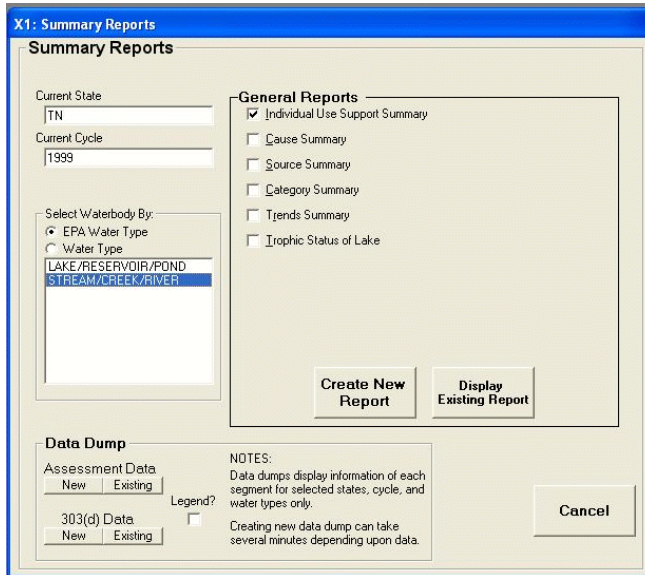 X1: Summary Reports
Summary Reports
Current State
TN
Current Cycle
1999
Select Waterbody By:
EPA Water Type
Water Type
LAKE/RESERVOIR/POND
STREAM/CREEK/RIVER
General Reports
Individual Use Support Summary
Cause Summary
Source Summary
Category Summary
Trends Summary
Trophic Status of Lake
Create New
Report
Display
Existing Report
Data Dump
Assessment Data
New Existing
303(d) Data
New Existing
Legend?
NOTES:
Data dumps display information of each
segment for selected states, cycle, and
water types only.
Creating new data dump can take
several minutes depending upon data.
Cancel